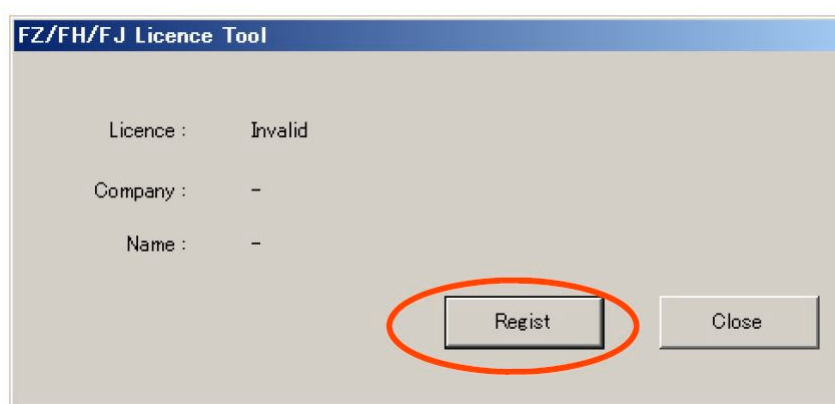 FZ/FH/FJ Licence Tool
Licence : Invalid
Company : -
Name : -
Regist Close